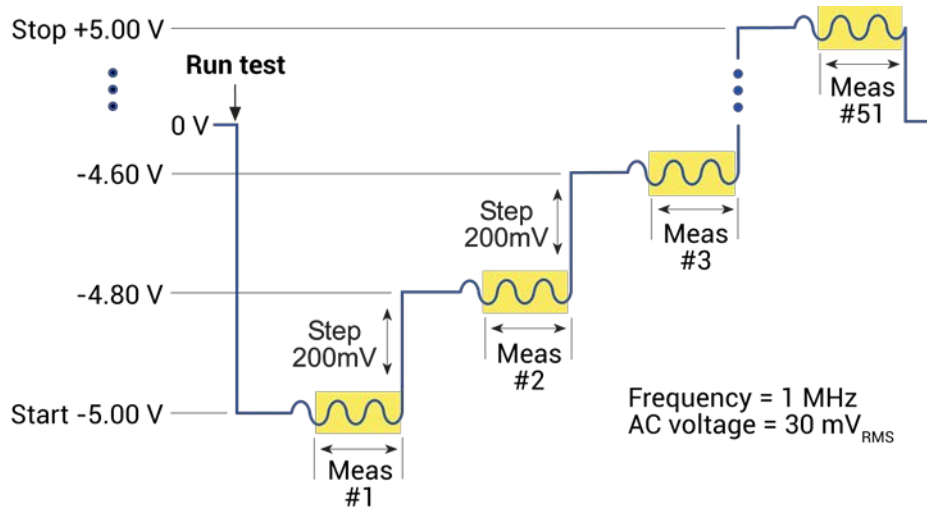 Stop +5.00 V
Run test
Meas
#51
0 V
-4.60 V
Step
200mV
Meas
#3
-4.80 V
Step
200mV
Meas
#2
Start -5.00 V
Meas
#1
Frequency = 1 MHz
AC voltage = 30 mVRMS